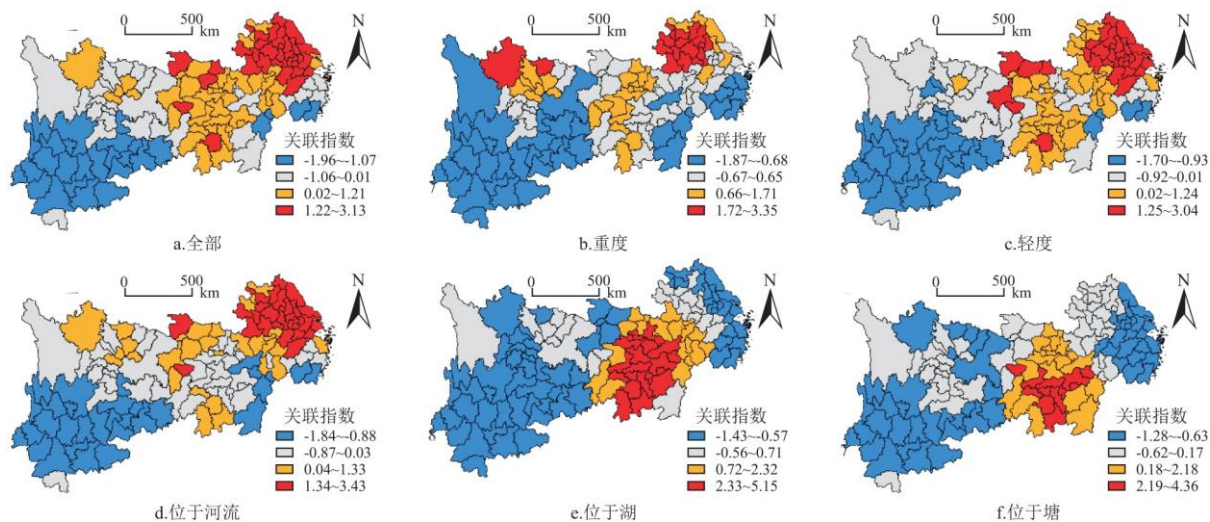 0 500
km
N
关联指数
-1.96~-1.07
-1.06~0.01
0.02~1.21
1.22~3.13
a.全部
0 500
km
N
关联指数
-1.87~-0.68
-0.67~0.65
0.66~1.71
1.72~3.35
b.重度
0 500
km
N
关联指数
-1.70~-0.93
-0.92~0.01
0.02~1.24
1.25~3.04
c.轻度
0 500
km
N
关联指数
-1.84~-0.88
-0.87~0.03
0.04~1.33
1.34~3.43
d.位于河流
0 500
km
N
关联指数
-1.43~-0.57
-0.56~0.71
0.72~2.32
2.33~5.15
e.位于湖
0 500
km
N
关联指数
-1.28~-0.63
-0.62~0.17
0.18~2.18
2.19~4.36
f.位于塘